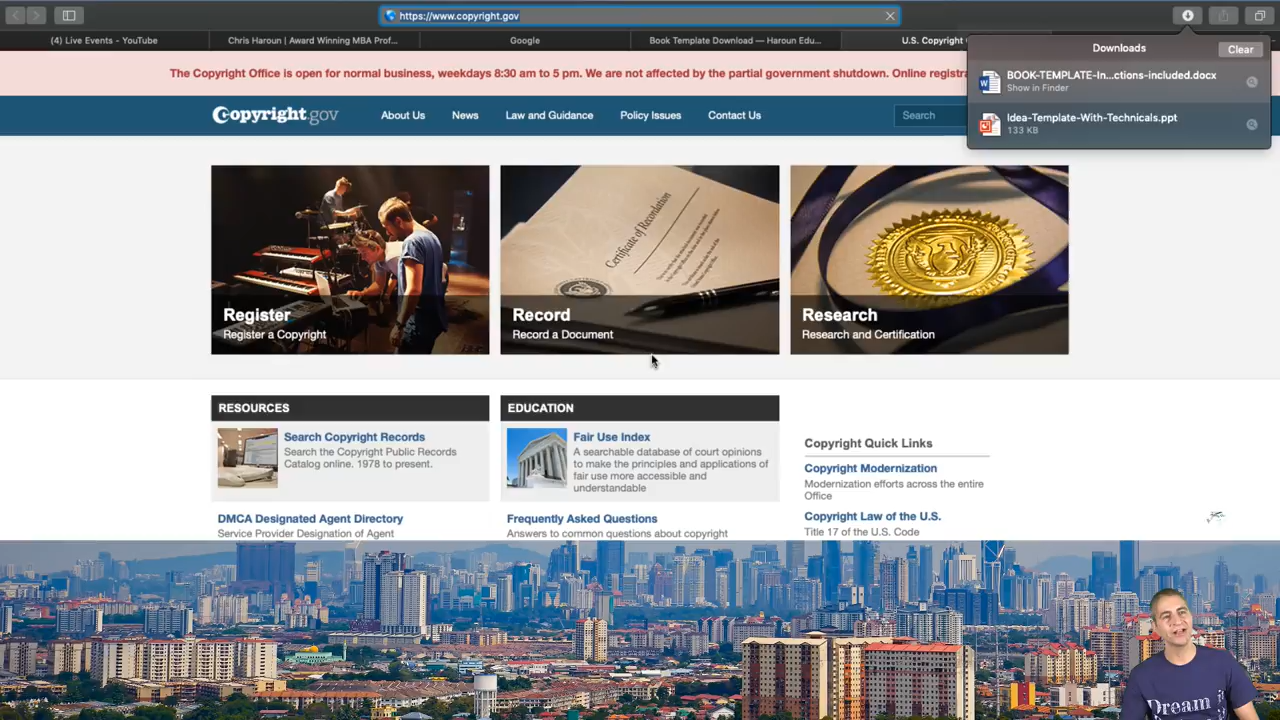 https://www.copyright.gov
(4) Live Events - YouTube
Chris Haroun | Award Winning MBA Prof...
Google
Book Template Download — Haroun Edu...
U.S. Copyright
Downloads
Clear
BOOK-TEMPLATE-In...ctions-included.docx
Show in Finder
Idea-Template-With-Technicals.ppt
133 KB
The Copyright Office is open for normal business, weekdays 8:30 am to 5 pm. We are not affected by the partial government shutdown. Online registra
Copyright.gov
About Us
News
Law and Guidance
Policy Issues
Contact Us
Search
Certificate of Recordation
Register
Register a Copyright
Record
Record a Document
Research
Research and Certification
RESOURCES
Search Copyright Records
Search the Copyright Public Records
Catalog online. 1978 to present.
DMCA Designated Agent Directory
Service Provider Designation of Agent
EDUCATION
Fair Use Index
A searchable database of court opinions
to make the principles and applications of
fair use more accessible and
understandable
Frequently Asked Questions
Answers to common questions about copyright
Copyright Quick Links
Copyright Modernization
Modernization efforts across the entire
Office
Copyright Law of the U.S.
Title 17 of the U.S. Code
Dream it